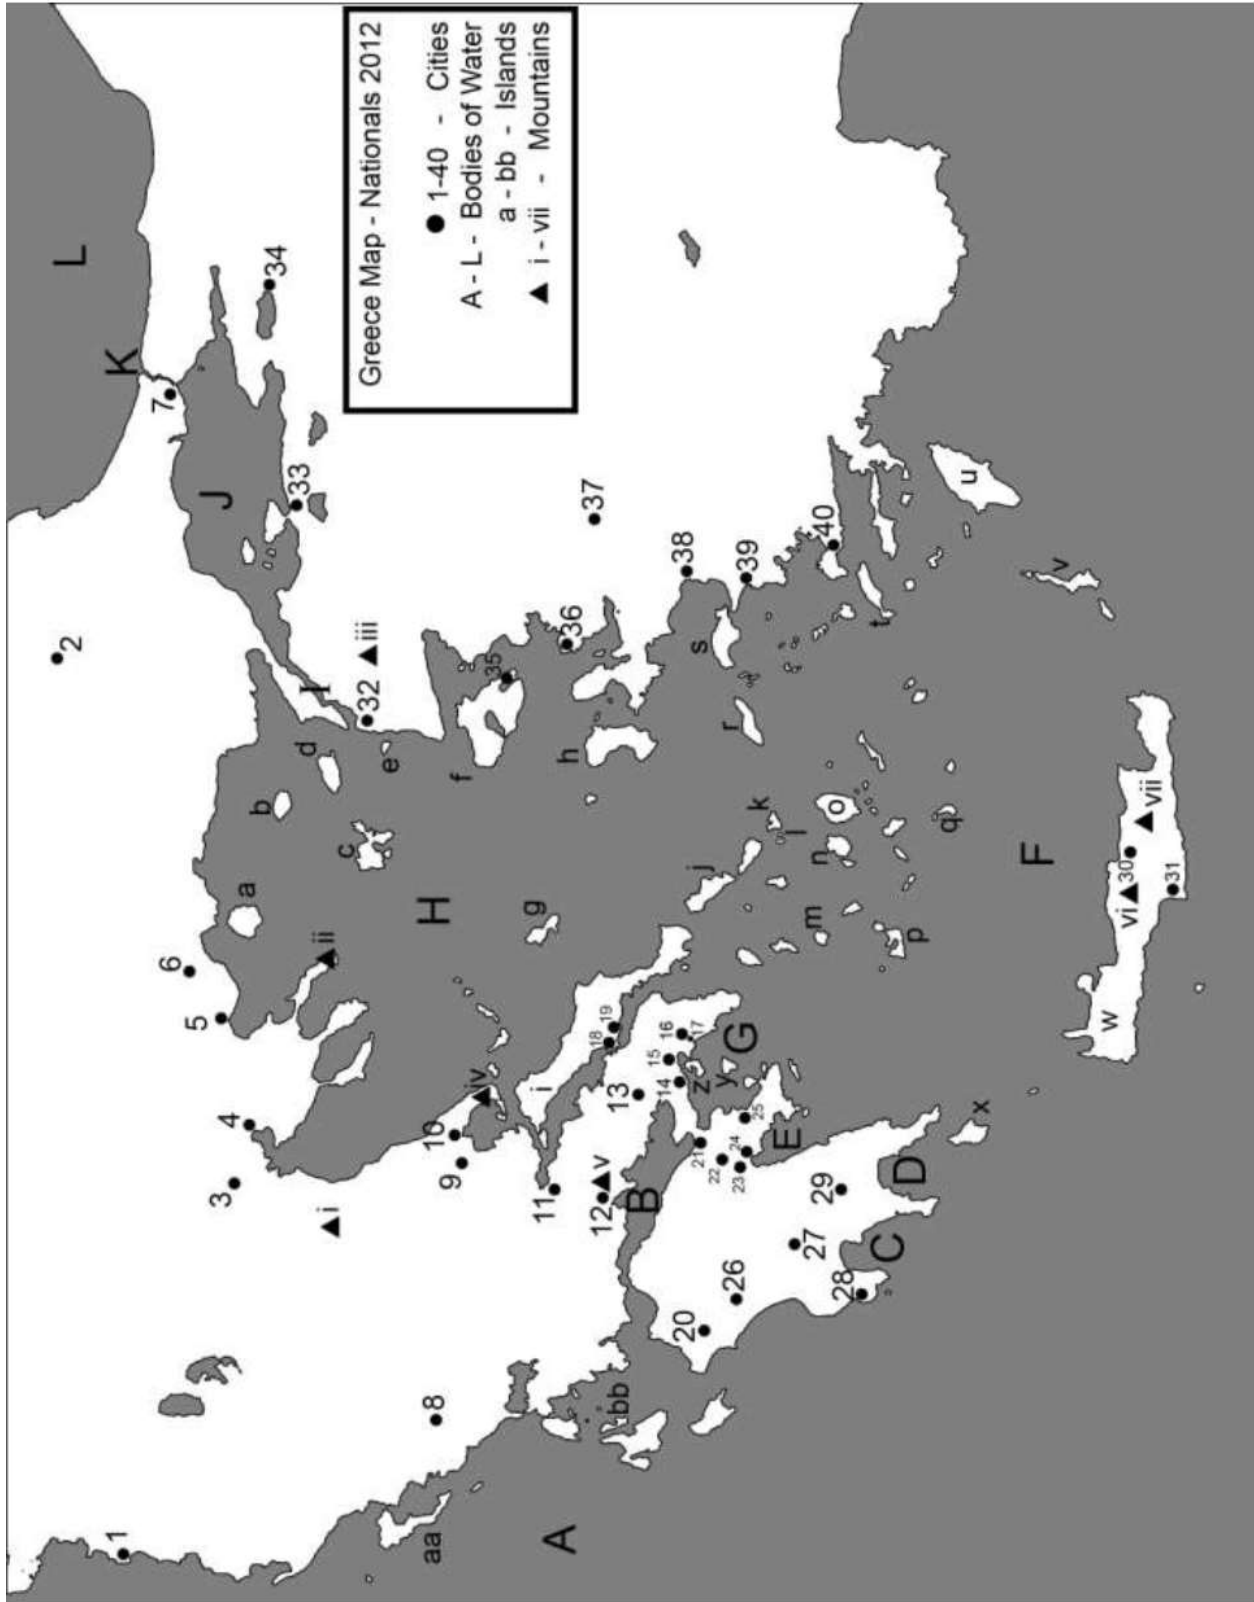 Greece Map - Nationals 2012
● 1-40 - Cities
A - L - Bodies of Water
a - bb - Islands
▲ i - vii - Mountains
2
L
1
K
7
6
5
J
3
4
a
b
34
33
i
ii
d
I
c
32
iii
e
aa
8
10
9
H
f
iv
35
g
11
i
A
h
36
12
v
37
18
19
bb
13
B
15
14
16
j
38
20
17
z
s
21
22
y
G
26
r
24
23
39
25
k
E
l
27
m
n
40
o
29
28
t
C
D
p
q
u
x
F
v
w
vi
30
vii
31